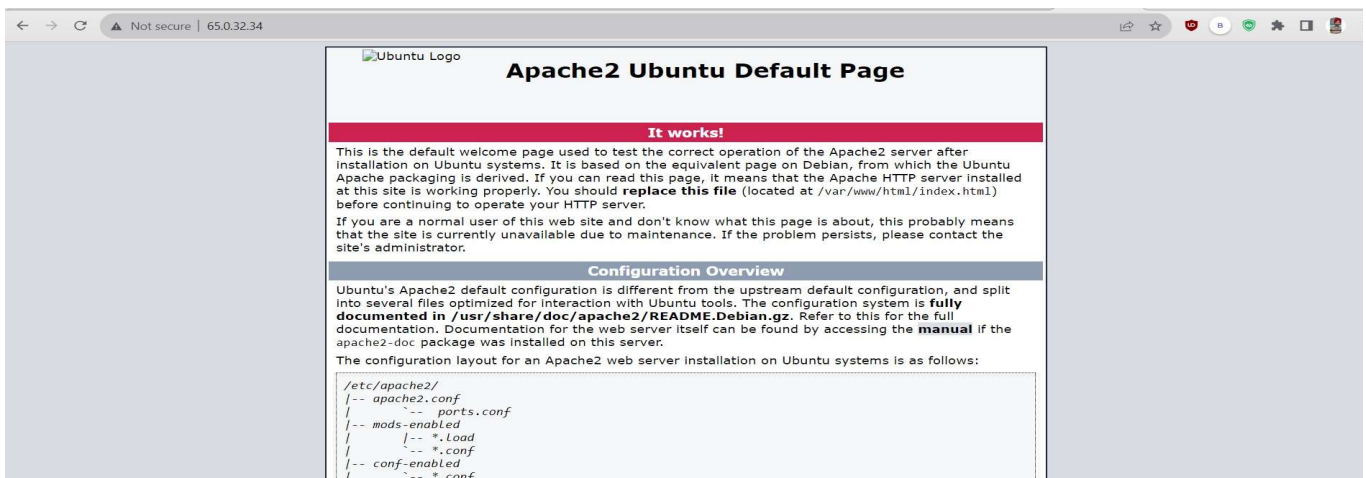 Not secure | 65.0.32.34
Ubuntu Logo
Apache2 Ubuntu Default Page
It works!
This is the default welcome page used to test the correct operation of the Apache2 server after
installation on Ubuntu systems. It is based on the equivalent page on Debian, from which the Ubuntu
Apache packaging is derived. If you can read this page, it means that the Apache HTTP server installed
at this site is working properly. You should replace this file (located at /var/www/html/index.html)
before continuing to operate your HTTP server.
If you are a normal user of this web site and don't know what this page is about, this probably means
that the site is currently unavailable due to maintenance. If the problem persists, please contact the
site's administrator.
Configuration Overview
Ubuntu's Apache2 default configuration is different from the upstream default configuration, and split
into several files optimized for interaction with Ubuntu tools. The configuration system is fully
documented in /usr/share/doc/apache2/README.Debian.gz. Refer to this for the full
documentation. Documentation for the web server itself can be found by accessing the manual if the
apache2-doc package was installed on this server.
The configuration layout for an Apache2 web server installation on Ubuntu systems is as follows:
/etc/apache2/
|-- apache2.conf
|       `--  ports.conf
|-- mods-enabled
|       |-- *.load
|       `-- *.conf
|-- conf-enabled
|       `-- *.conf